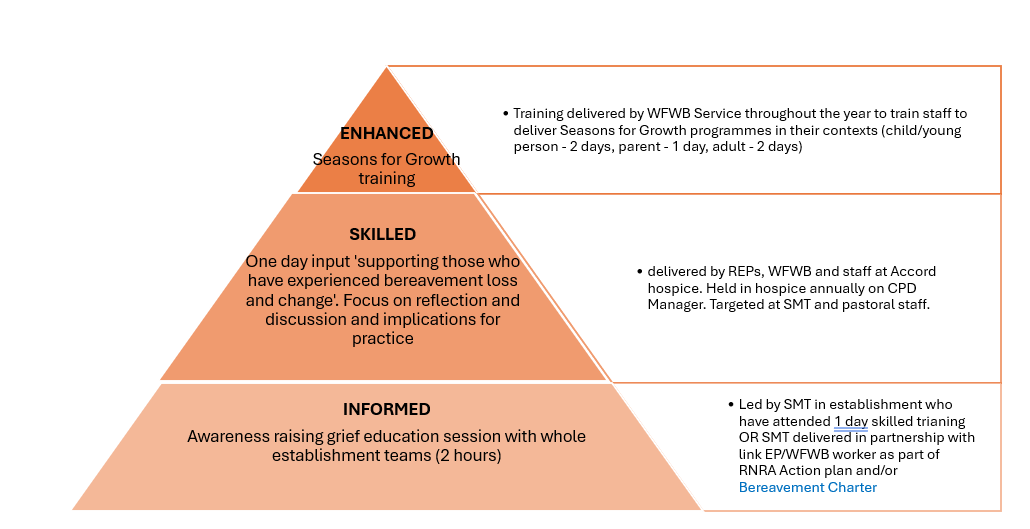 ENHANCED
Seasons for Growth
training
• Training delivered by WFWB Service throughout the year to train staff to
deliver Seasons for Growth programmes in their contexts (child/young
person - 2 days, parent - 1 day, adult - 2 days)
SKILLED
One day input 'supporting those who
have experienced bereavement loss
and change'. Focus on reflection and
discussion and implications for
practice
• delivered by REPs, WFWB and staff at Accord
hospice. Held in hospice annually on CPD
Manager. Targeted at SMT and pastoral staff.
INFORMED
Awareness raising grief education session with whole
establishment teams (2 hours)
• Led by SMT in establishment who
have attended 1 day skilled trianing
OR SMT delivered in partnership with
link EP/WFWB worker as part of
RNRA Action plan and/or
Bereavement Charter